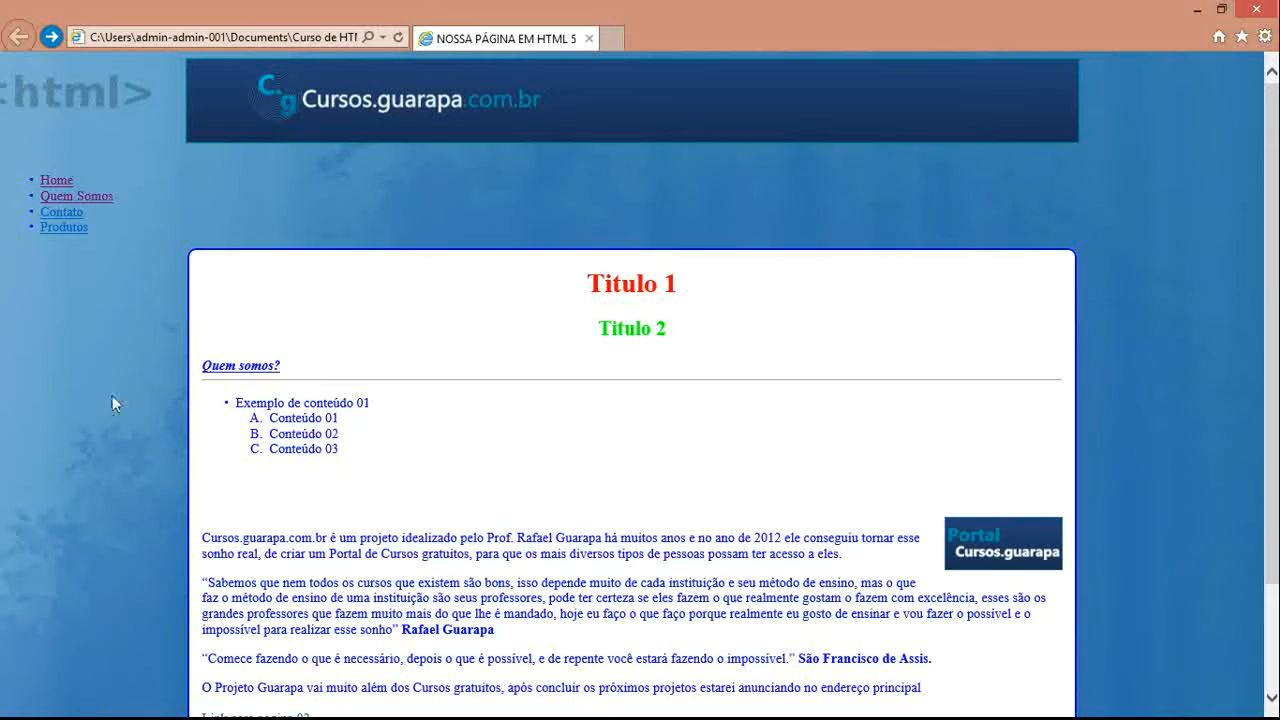 C:\Users\admin-admin-001\Documents\Curso de HTM
NOSSA PÁGINA EM HTML 5
<html>
C.g Cursos.guarapa.com.br
Home
Quem Somos
Contato
Produtos
Titulo 1
Titulo 2
Quem somos?
Exemplo de conteúdo 01
A. Conteúdo 01
B. Conteúdo 02
C. Conteúdo 03
Portal
Cursos.guarapa
Cursos.guarapa.com.br é um projeto idealizado pelo Prof. Rafael Guarapa há muitos anos e no ano de 2012 ele conseguiu tornar esse
sonho real, de criar um Portal de Cursos gratuitos, para que os mais diversos tipos de pessoas possam ter acesso a eles.
“Sabemos que nem todos os cursos que existem são bons, isso depende muito de cada instituição e seu método de ensino, mas o que
faz o método de ensino de uma instituição são seus professores, pode ter certeza se eles fazem o que realmente gostam o fazem com excelência, esses são os
grandes professores que fazem muito mais do que lhe é mandado, hoje eu faço o que faço porque realmente eu gosto de ensinar e vou fazer o possível e o
impossível para realizar esse sonho” Rafael Guarapa
“Comece fazendo o que é necessário, depois o que é possível, e de repente você estará fazendo o impossível.” São Francisco de Assis.
O Projeto Guarapa vai muito além dos Cursos gratuitos, após concluir os próximos projetos estarei anunciando no endereço principal